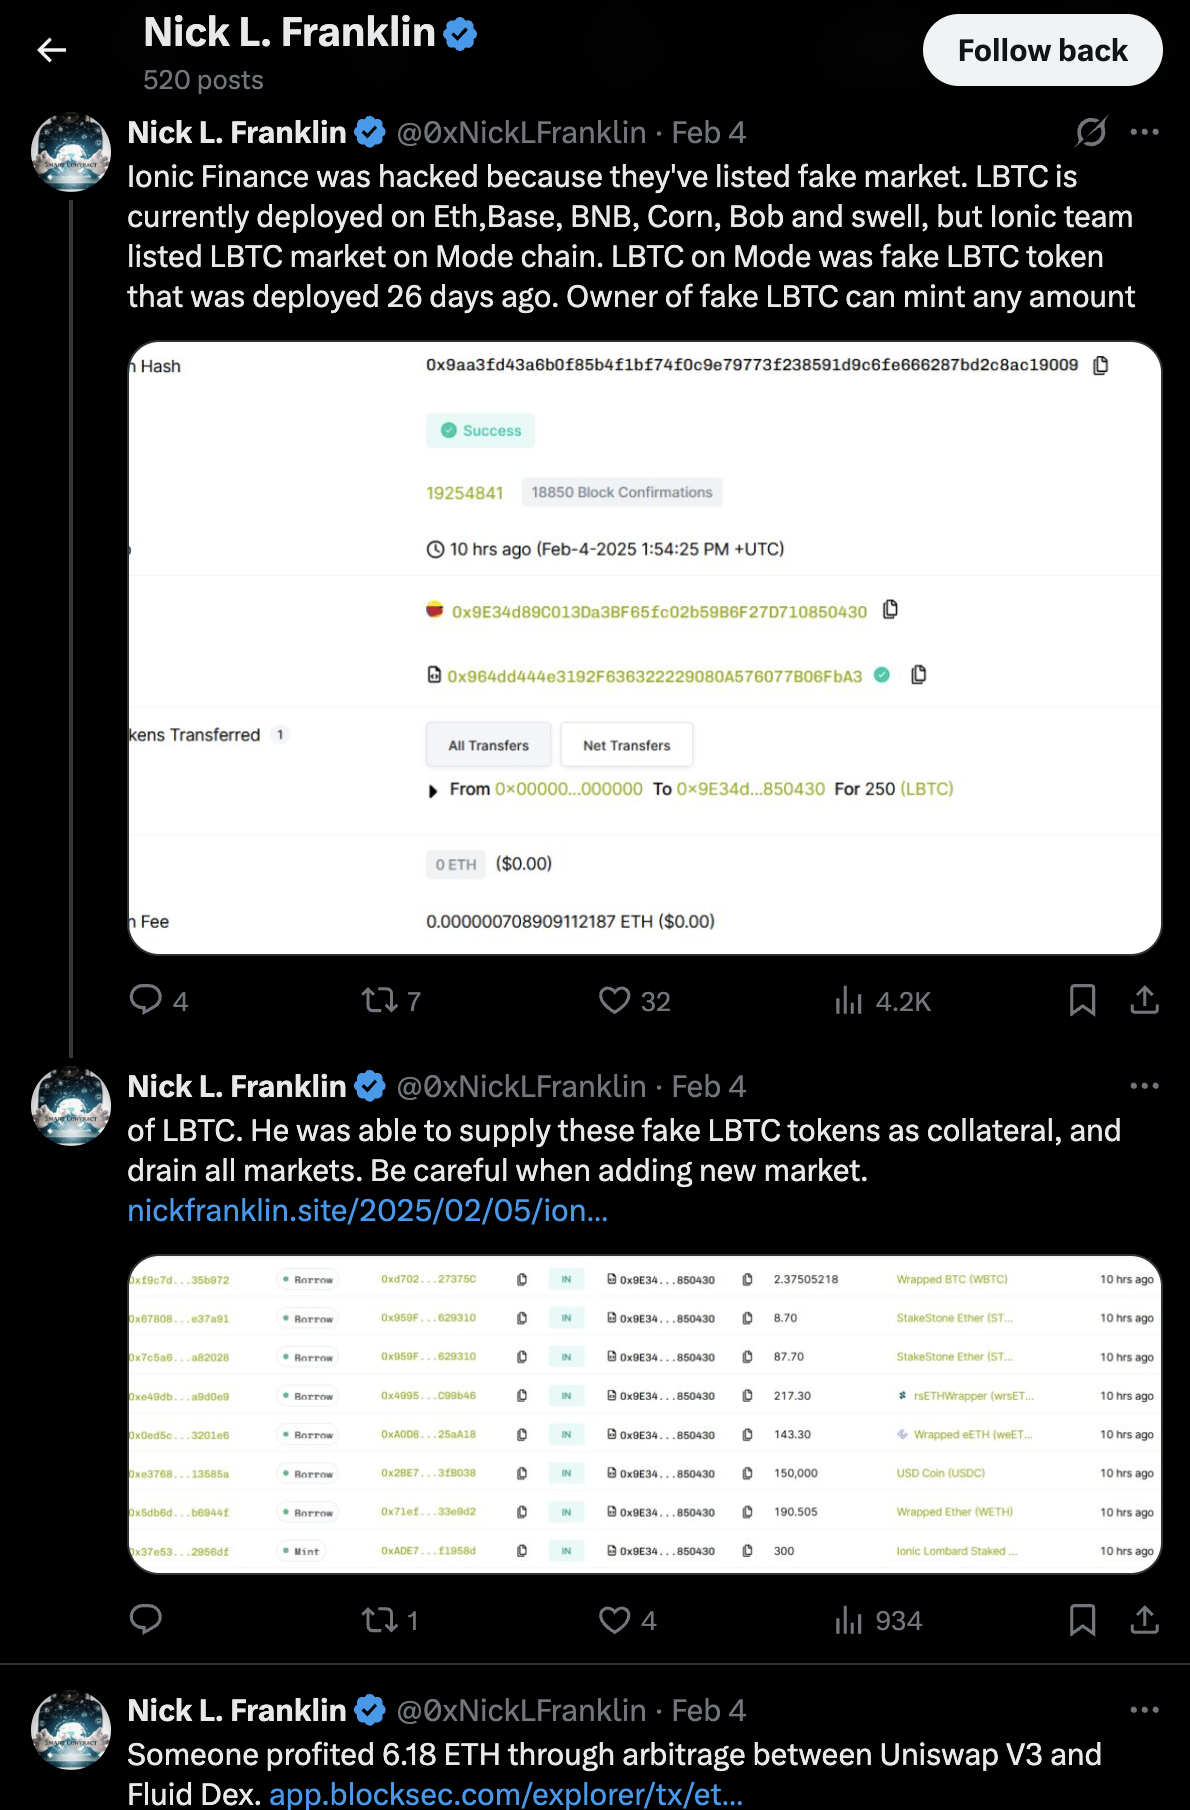 Nick L. Franklin
520 posts
Follow back
Nick L. Franklin @0xNickLFranklin · Feb 4
Ionic Finance was hacked because they've listed fake market. LBTC is
currently deployed on Eth,Base, BNB, Corn, Bob and swell, but Ionic team
listed LBTC market on Mode chain. LBTC on Mode was fake LBTC token
that was deployed 26 days ago. Owner of fake LBTC can mint any amount
n Hash 0x9aa3fd43a6b0f85b4f1bf74f0c9e79773f238591d9c6fe666287bd2c8ac19009
Success
19254841 18850 Block Confirmations
10 hrs ago (Feb-4-2025 1:54:25 PM +UTC)
0x9E34d89C013Da3BF65fc02b59B6F27D710850430
0x964dd444e3192F636322229080A576077B06FbA3
kens Transferred 1 All Transfers Net Transfers
From 0×00000...000000 To 0×9E34d...850430 For 250 (LBTC)
0 ETH ($0.00)
n Fee 0.000000708909112187 ETH ($0.00)
4 7 32 4.2K
Nick L. Franklin @0xNickLFranklin · Feb 4
of LBTC. He was able to supply these fake LBTC tokens as collateral, and
drain all markets. Be careful when adding new market.
nickfranklin.site/2025/02/05/ion...
0xf9c7d...35b972 Borrow 0xd702...27375C IN 0x9E34...850430 2.37505218 Wrapped BTC (WBTC) 10 hrs ago
0x67808...e37a91 Borrow 0x959F...629310 IN 0x9E34...850430 8.70 StakeStone Ether (ST... 10 hrs ago
0x7c5a6...a82028 Borrow 0x959F...629310 IN 0x9E34...850430 87.70 StakeStone Ether (ST... 10 hrs ago
0xe49db...a9d0e9 Borrow 0x4995...C99b46 IN 0x9E34...850430 217.30 rsETHWrapper (wrsET... 10 hrs ago
0x0ed5c...3201e6 Borrow 0xA0D8...25aA18 IN 0x9E34...850430 143.30 Wrapped eETH (weET... 10 hrs ago
0xe3768...13585a Borrow 0x2BE7...3fB038 IN 0x9E34...850430 150,000 USD Coin (USDC) 10 hrs ago
0x5db6d...b6944f Borrow 0x71ef...33e9d2 IN 0x9E34...850430 190.505 Wrapped Ether (WETH) 10 hrs ago
0x37e53...2956df Mint 0xADE7...f1958d IN 0x9E34...850430 300 Ionic Lombard Staked ... 10 hrs ago
1 4 934
Nick L. Franklin @0xNickLFranklin · Feb 4
Someone profited 6.18 ETH through arbitrage between Uniswap V3 and
Fluid Dex. app.blocksec.com/explorer/tx/et...